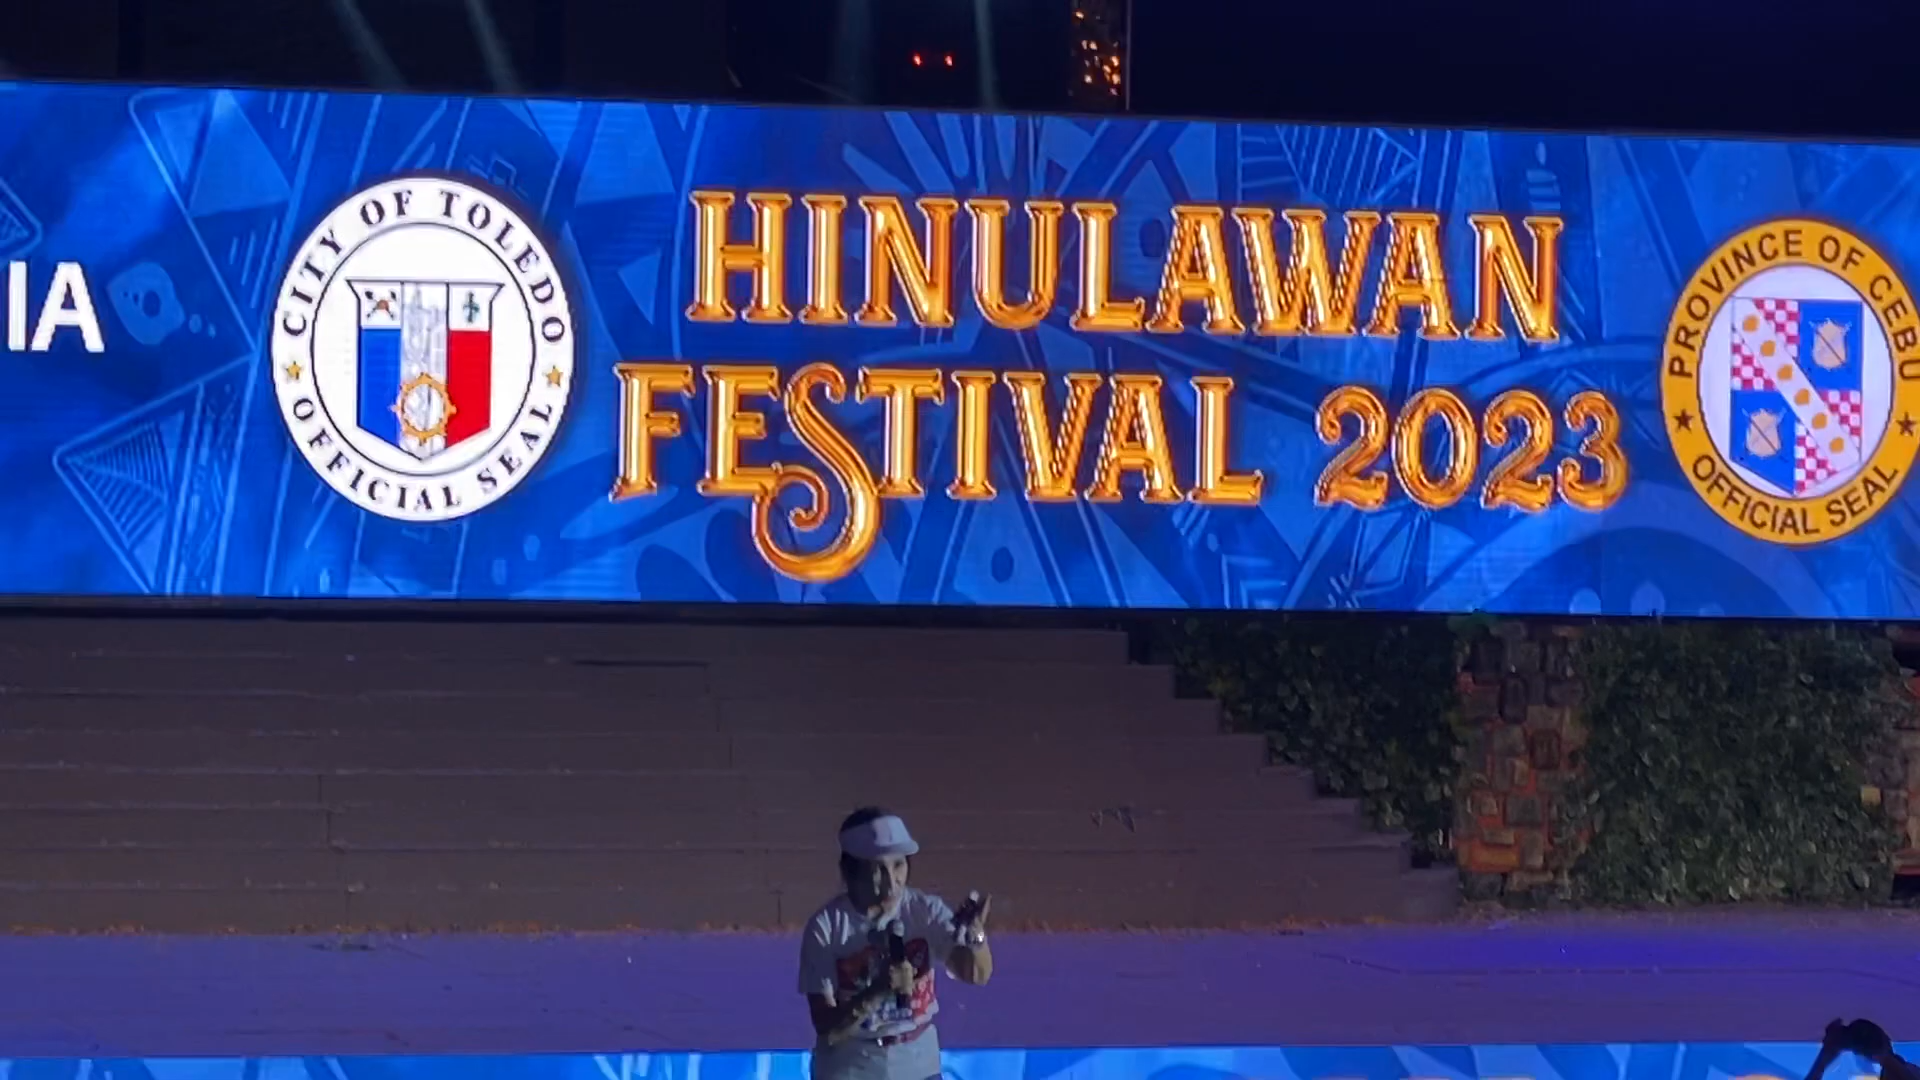 IA
CITY OF TOLEDO
OFFICIAL SEAL
HINULAWAN
FESTIVAL 2023
PROVINCE OF CEBU
OFFICIAL SEAL